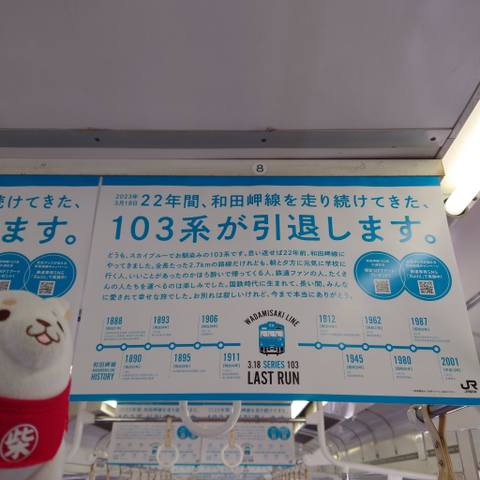 8
続けてきた、
ます。
2023年
3月18日
22年間、和田岬線を走り続けてきた、
103系が引退します。
どうも、スカイブルーでお馴染みの103系です。思い返せば22年前、和田岬線に
やってきました。全長たった2.7kmの路線だけれども、朝と夕方に元気に学校に
行く人、いいことがあったのかほろ酔いで帰ってくる人、鉄道ファンの人、たくさ
んの人たちを運べるのは楽しみでした。国鉄時代に生まれて、長い間、みんな
に愛されて幸せな旅でした。お別れは寂しいけれど、今まで本当にありがとう。
和田岬線
HISTORY
1888
1890
1893
1895
1906
1911
WADAMISAKI LINE
3.18 SERIES 103
LAST RUN
1912
1945
1962
1980
1987
2001
JR
柴